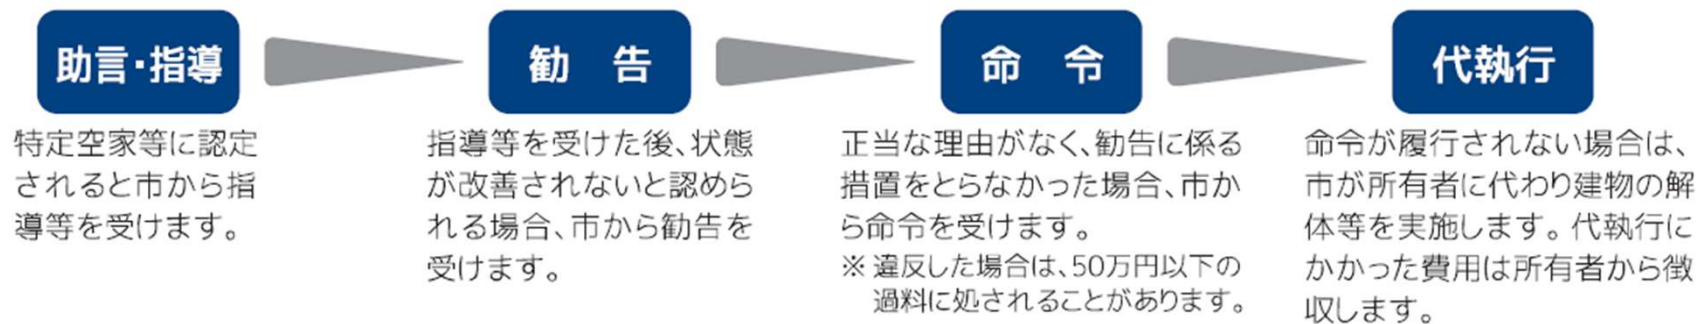 助言・指導
特定空家等に認定
されると市から指
導等を受けます。
勧　告
指導等を受けた後、状態
が改善されないと認めら
れる場合、市から勧告を
受けます。
命　令
正当な理由がなく、勧告に係る
措置をとらなかった場合、市か
ら命令を受けます。
※ 違反した場合は、50万円以下の
過料に処されることがあります。
代執行
命令が履行されない場合は、
市が所有者に代わり建物の解
体等を実施します。代執行に
かかった費用は所有者から徴
収します。